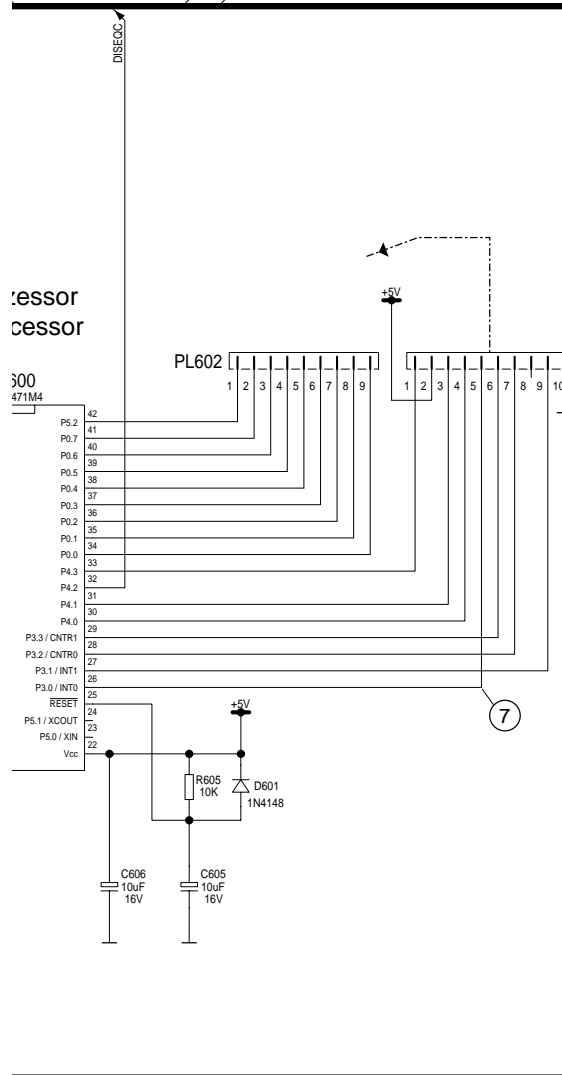 DISEQC
zessor
cessor
600
471M4
+5V
PL602
1 2 3 4 5 6 7 8 9
1 2 3 4 5 6 7 8 9 10
P5.2 42
P0.7 41
P0.6 40
P0.5 39
P0.4 38
P0.3 37
P0.2 36
P0.1 35
P0.0 34
P4.3 33
P4.2 32
P4.1 31
P4.0 30
P3.3 / CNTR1 29
P3.2 / CNTR0 28
P3.1 / INT1 27
P3.0 / INT0 26
RESET 25
P5.1 / XCOUT 24
P5.0 / XIN 23
Vcc 22
7
+5V
R605
10K
D601
1N4148
C606
10uF
16V
C605
10uF
16V